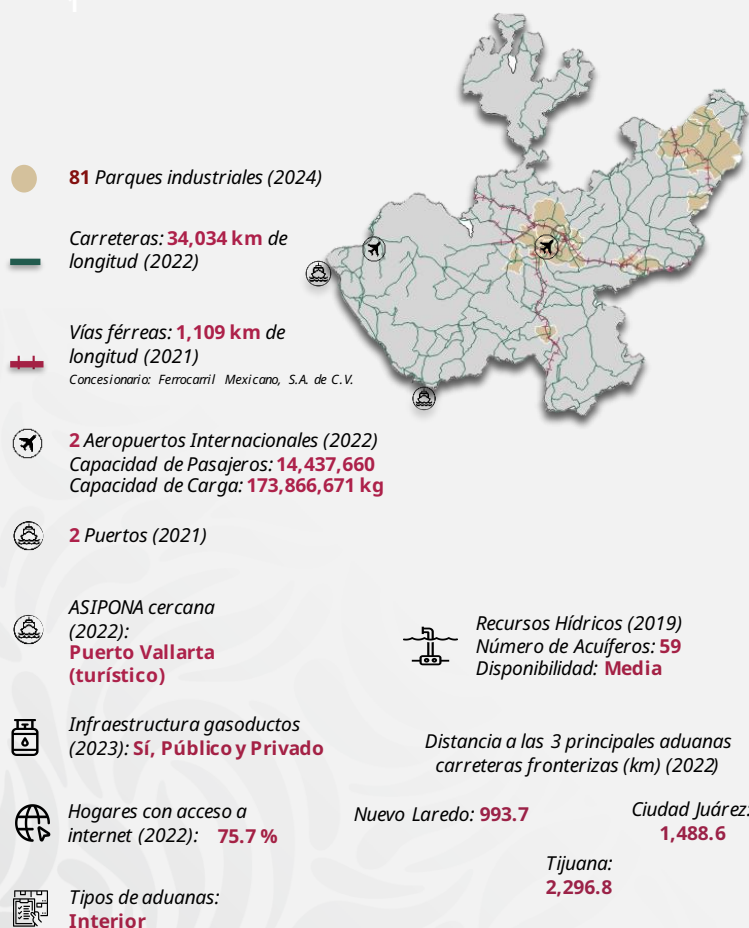 81 Parques industriales (2024)
Carreteras: 34,034 km de
longitud (2022)
Vías férreas: 1,109 km de
longitud (2021)
Concesionario: Ferrocarril Mexicano, S.A. de C.V.
2 Aeropuertos Internacionales (2022)
Capacidad de Pasajeros: 14,437,660
Capacidad de Carga: 173,866,671 kg
2 Puertos (2021)
ASIPONA cercana
(2022):
Puerto Vallarta
(turístico)
Recursos Hídricos (2019)
Número de Acuíferos: 59
Disponibilidad: Media
Infraestructura gasoductos
(2023): Sí, Público y Privado
Distancia a las 3 principales aduanas
carreteras fronterizas (km) (2022)
Hogares con acceso a
internet (2022): 75.7 %
Nuevo Laredo: 993.7
Ciudad Juárez:
1,488.6
Tijuana:
2,296.8
Tipos de aduanas:
Interior